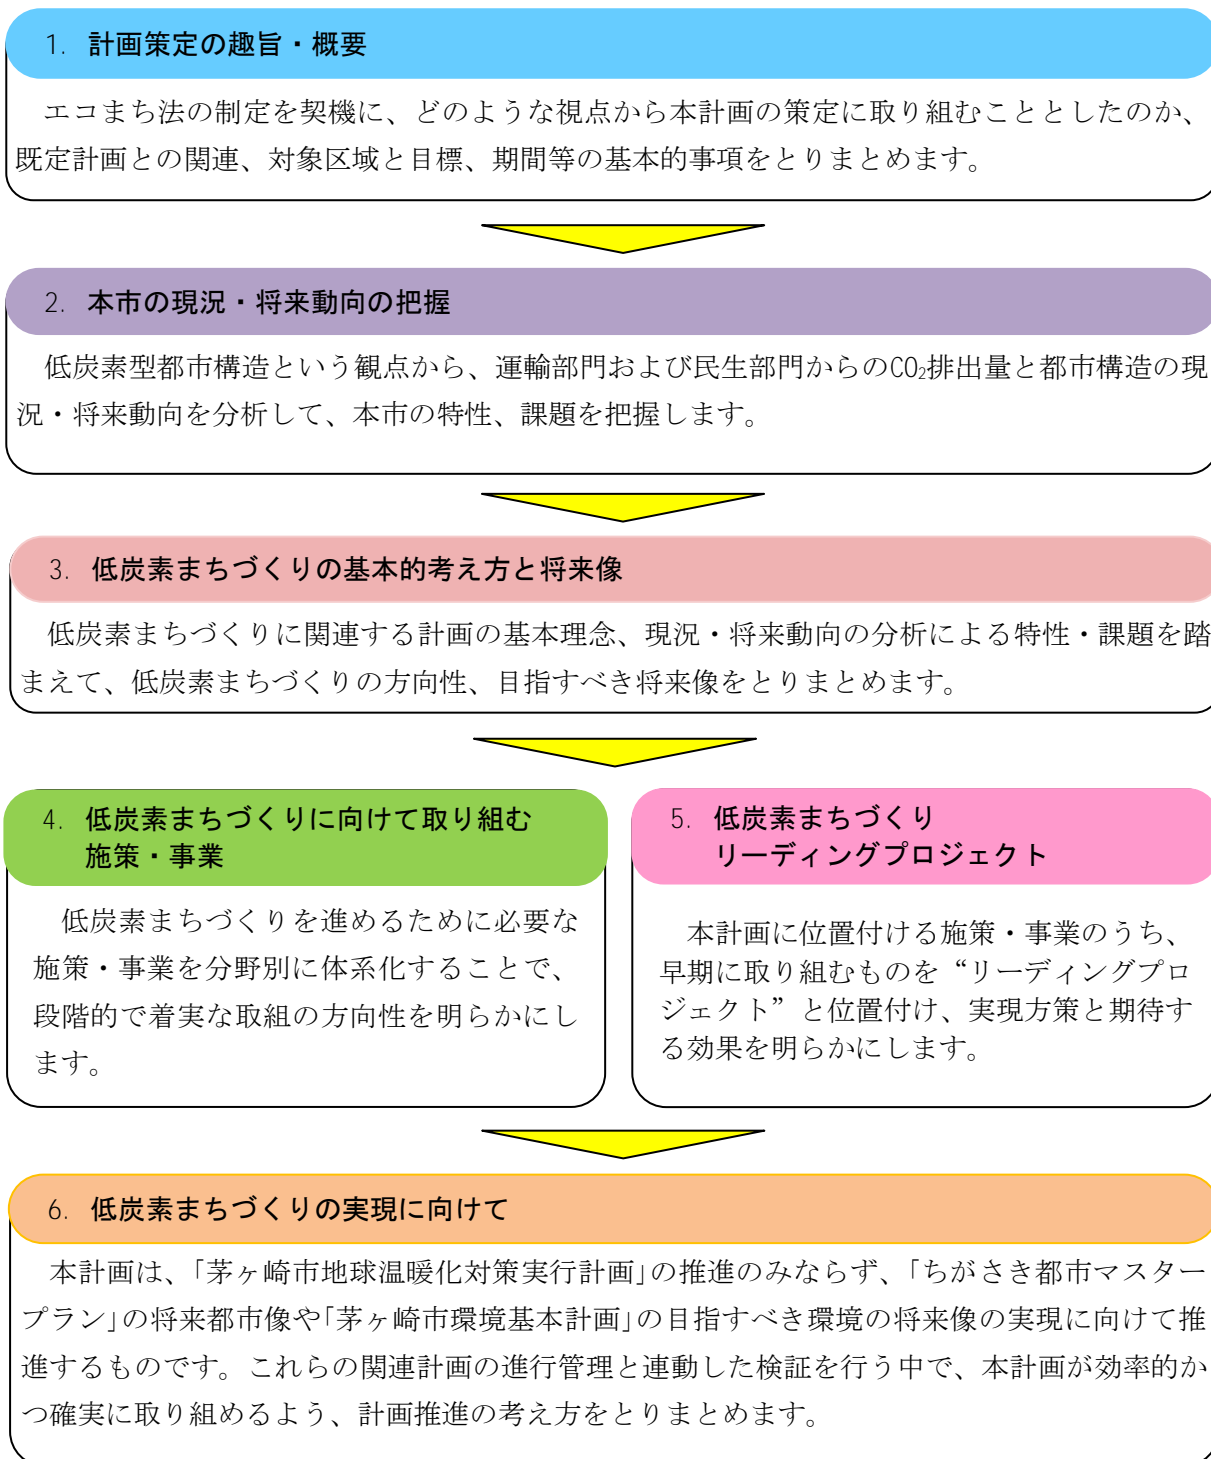 1. 計画策定の趣旨・概要
エコまち法の制定を契機に、どのような視点から本計画の策定に取り組むこととしたのか、
既定計画との関連、対象区域と目標、期間等の基本的事項をとりまとめます。
2. 本市の現況・将来動向の把握
低炭素型都市構造という観点から、運輸部門および民生部門からのCO₂排出量と都市構造の現
況・将来動向を分析して、本市の特性、課題を把握します。
3. 低炭素まちづくりの基本的考え方と将来像
低炭素まちづくりに関連する計画の基本理念、現況・将来動向の分析による特性・課題を踏
まえて、低炭素まちづくりの方向性、目指すべき将来像をとりまとめます。
4. 低炭素まちづくりに向けて取り組む
施策・事業
低炭素まちづくりを進めるために必要な
施策・事業を分野別に体系化することで、
段階的で着実な取組の方向性を明らかにし
ます。
5. 低炭素まちづくり
リーディングプロジェクト
本計画に位置付ける施策・事業のうち、
早期に取り組むものを“リーディングプロ
ジェクト”と位置付け、実現方策と期待す
る効果を明らかにします。
6. 低炭素まちづくりの実現に向けて
本計画は、「茅ヶ崎市地球温暖化対策実行計画」の推進のみならず、「ちがさき都市マスター
プラン」の将来都市像や「茅ヶ崎市環境基本計画」の目指すべき環境の将来像の実現に向けて推
進するものです。これらの関連計画の進行管理と連動した検証を行う中で、本計画が効率的か
つ確実に取り組めるよう、計画推進の考え方をとりまとめます。